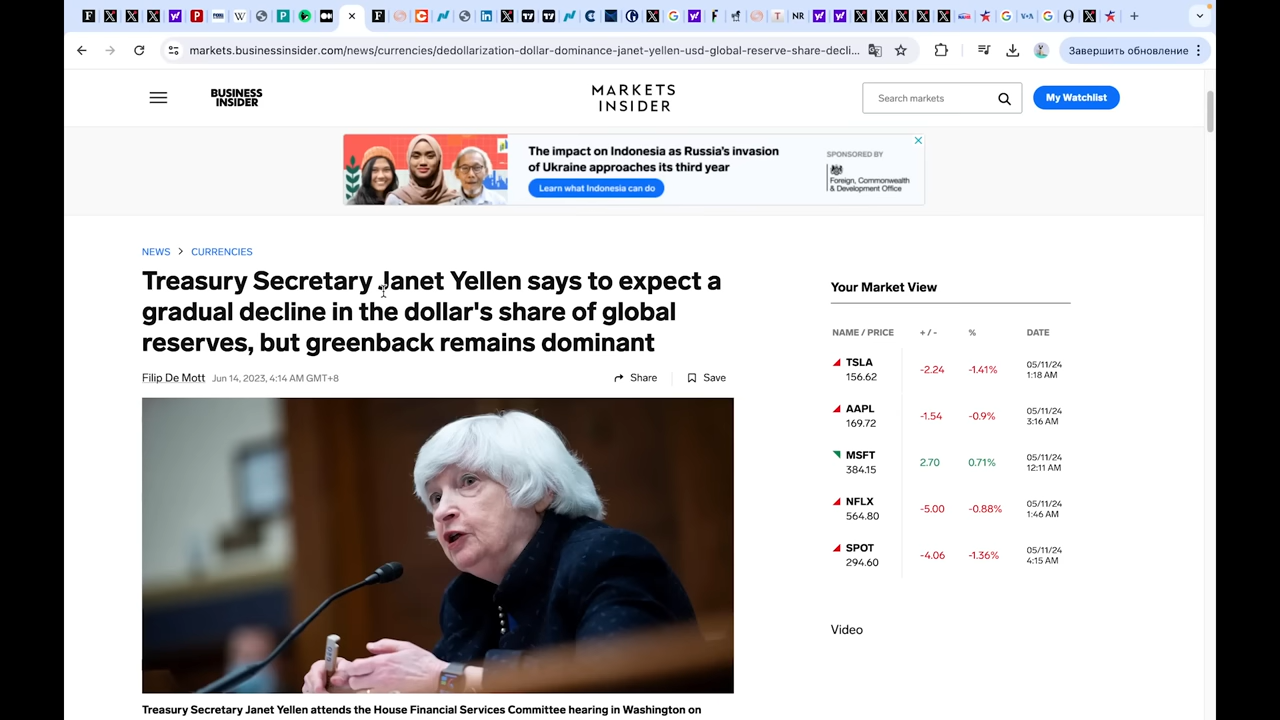 markets.businessinsider.com/news/currencies/dedollarization-dollar-dominance-janet-yellen-usd-global-reserve-share-decli...
Завершить обновление
BUSINESS
INSIDER
MARKETS
INSIDER
Search markets
My Watchlist
The impact on Indonesia as Russia's invasion
of Ukraine approaches its third year
Learn what Indonesia can do
SPONSORED BY
Foreign, Commonwealth
& Development Office
NEWS > CURRENCIES
Treasury Secretary Janet Yellen says to expect a
gradual decline in the dollar's share of global
reserves, but greenback remains dominant
Filip De Mott Jun 14, 2023, 4:14 AM GMT+8
Share
Save
Treasury Secretary Janet Yellen attends the House Financial Services Committee hearing in Washington on
Your Market View
NAME / PRICE + / - % DATE
TSLA
156.62
-2.24 -1.41%
05/11/24
1:18 AM
AAPL
169.72
-1.54 -0.9%
05/11/24
3:16 AM
MSFT
384.15
2.70 0.71%
05/11/24
12:11 AM
NFLX
564.80
-5.00 -0.88%
05/11/24
1:46 AM
SPOT
294.60
-4.06 -1.36%
05/11/24
4:15 AM
Video